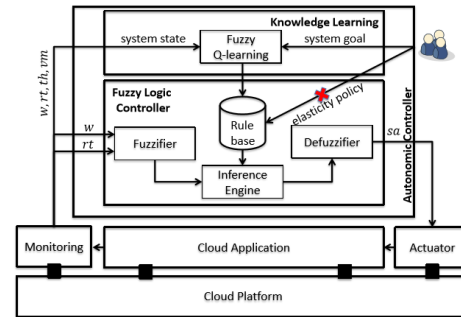 Knowledge Learning
system state
Fuzzy
Q-learning
system goal
w, rt, th, vm
Fuzzy Logic
Controller
elasticity policy
Autonomic Controller
w
rt
Fuzzifier
Rule
base
Defuzzifier
sa
Inference
Engine
Monitoring
Cloud Application
Actuator
Cloud Platform